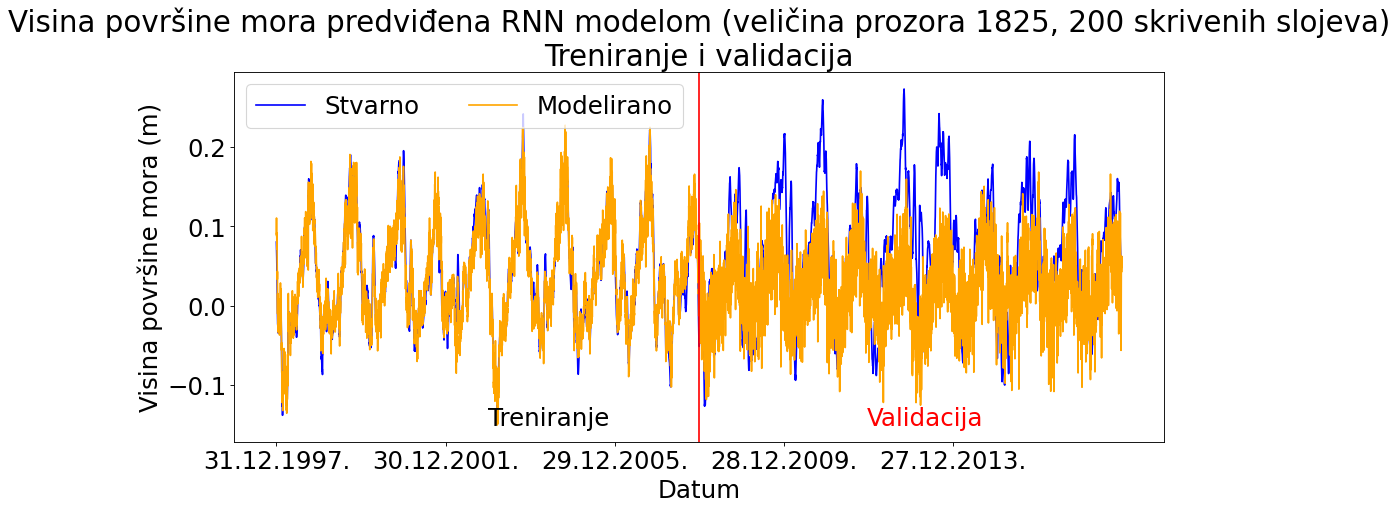 Visina površine mora predviđena RNN modelom (veličina prozora 1825, 200 skrivenih slojeva)
Treniranje i validacija
Stvarno Modelirano
Visina površine mora (m)
0.2
0.1
0.0
−0.1
Treniranje Validacija
31.12.1997. 30.12.2001. 29.12.2005. 28.12.2009. 27.12.2013.
Datum